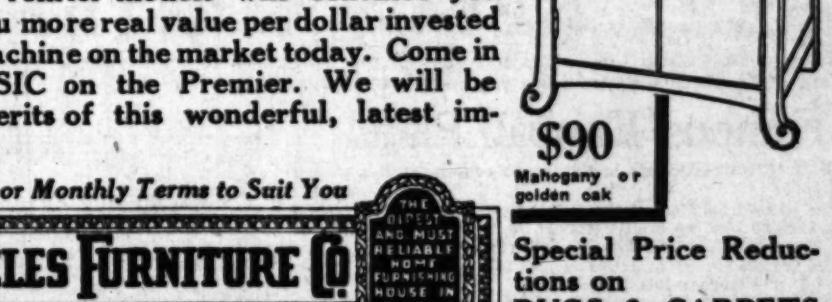 u more real value per dollar invested
achine on the market today. Come in
SIC on the Premier. We will be
erits of this wonderful, latest im-
or Monthly Terms to Suit You
LES FURNITURE CO
THE
OLDEST
AND MOST
RELIABLE
HOME
FURNISHING
HOUSE IN
$90
Mahogany or
golden oak
Special Price Reduc-
tions on